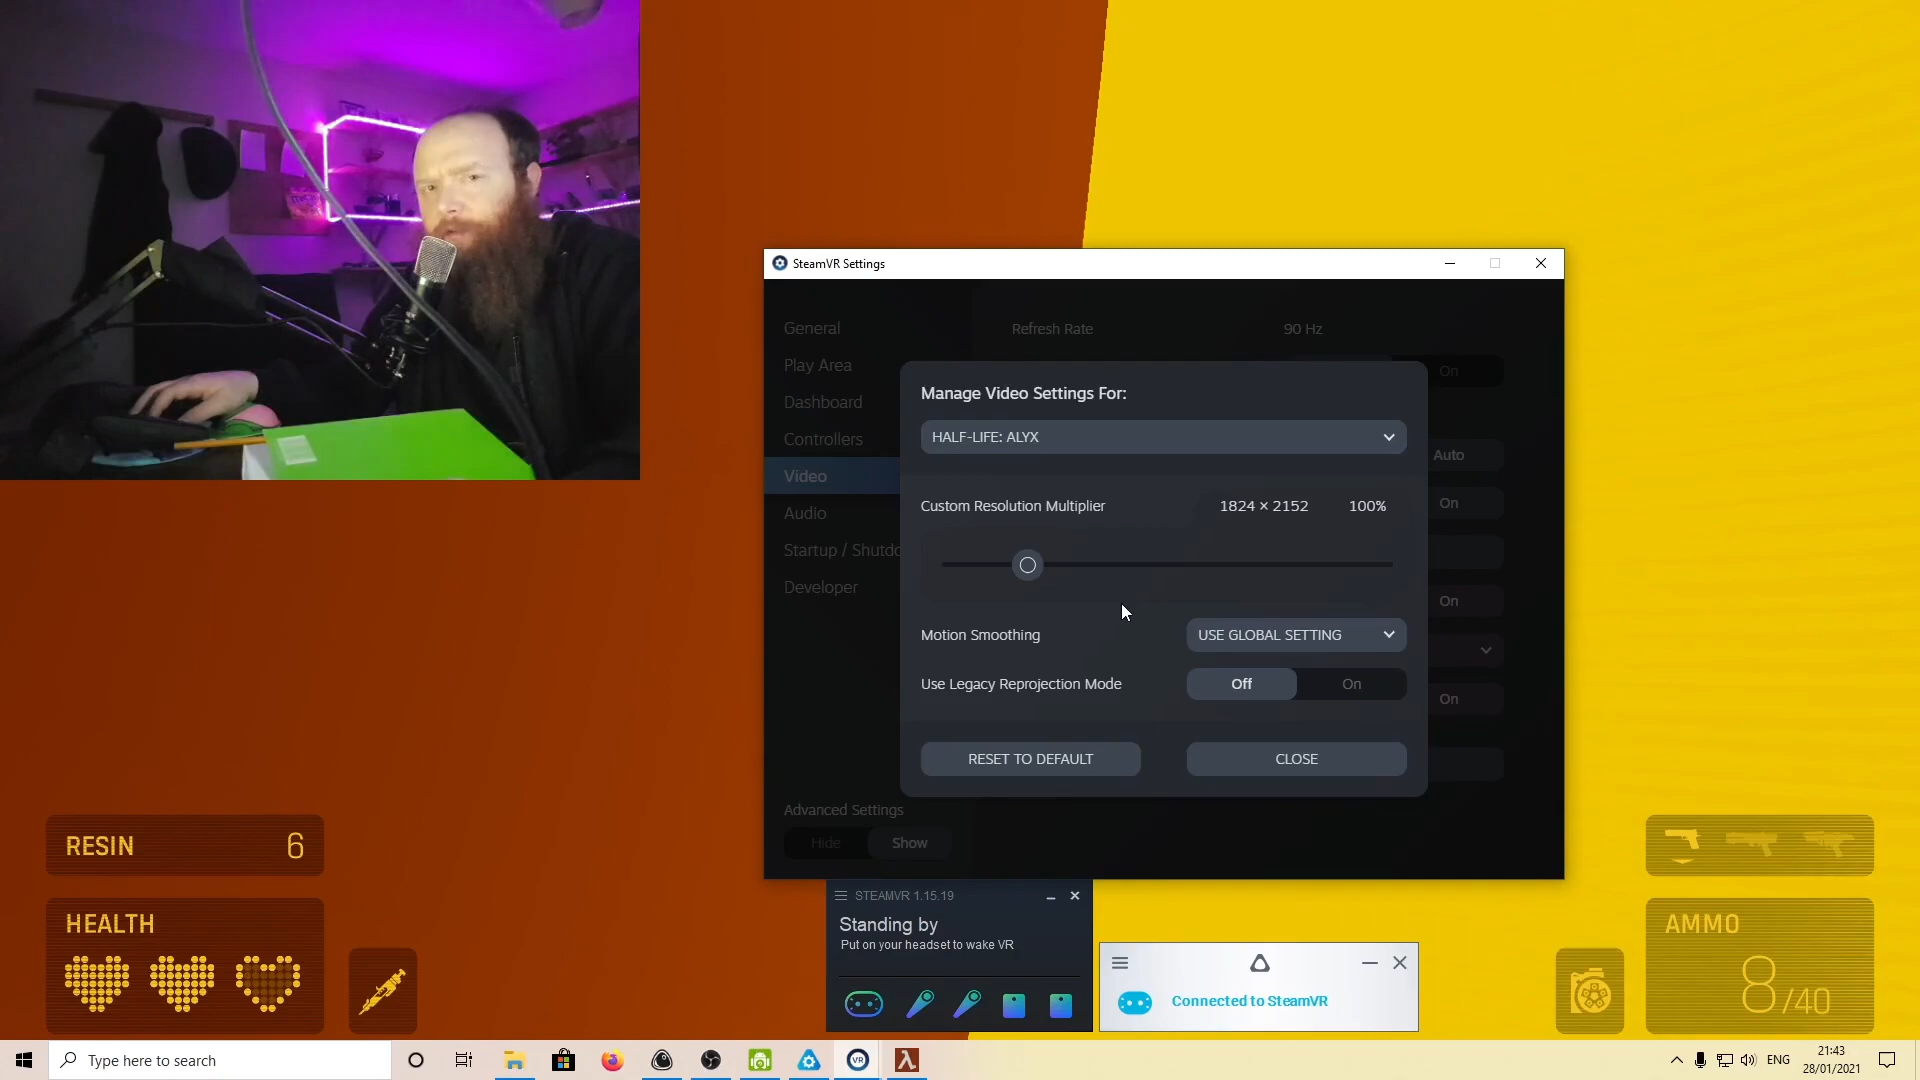 SteamVR Settings
General
Refresh Rate
90 Hz
Play Area
On
Manage Video Settings For:
Dashboard
HALF-LIFE: ALYX
Controllers
Auto
Video
Custom Resolution Multiplier
1824 × 2152
100%
On
Audio
Startup / Shutdo
Developer
On
Motion Smoothing
USE GLOBAL SETTING
Use Legacy Reprojection Mode
Off
On
On
RESET TO DEFAULT
CLOSE
Advanced Settings
Hide
Show
RESIN
6
HEALTH
STEAMVR 1.15.19
Standing by
Put on your headset to wake VR
Connected to SteamVR
AMMO
8/40
Type here to search
VR
ENG
21:43
28/01/2021